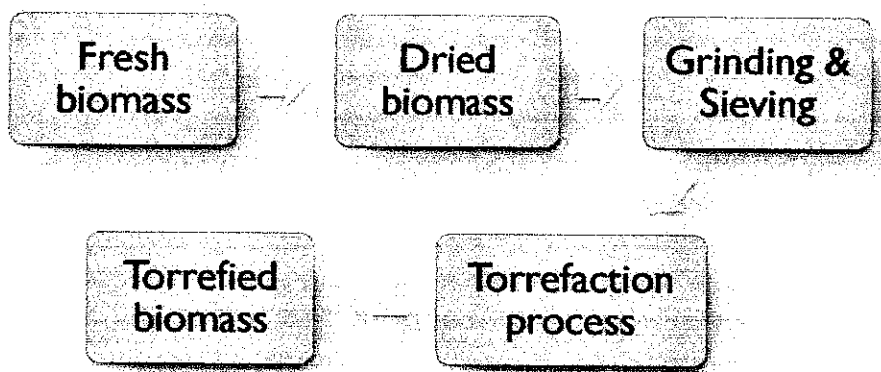 Fresh
biomass
Dried
biomass
Grinding &
Sieving
Torrefaction
process
Torrefied
biomass